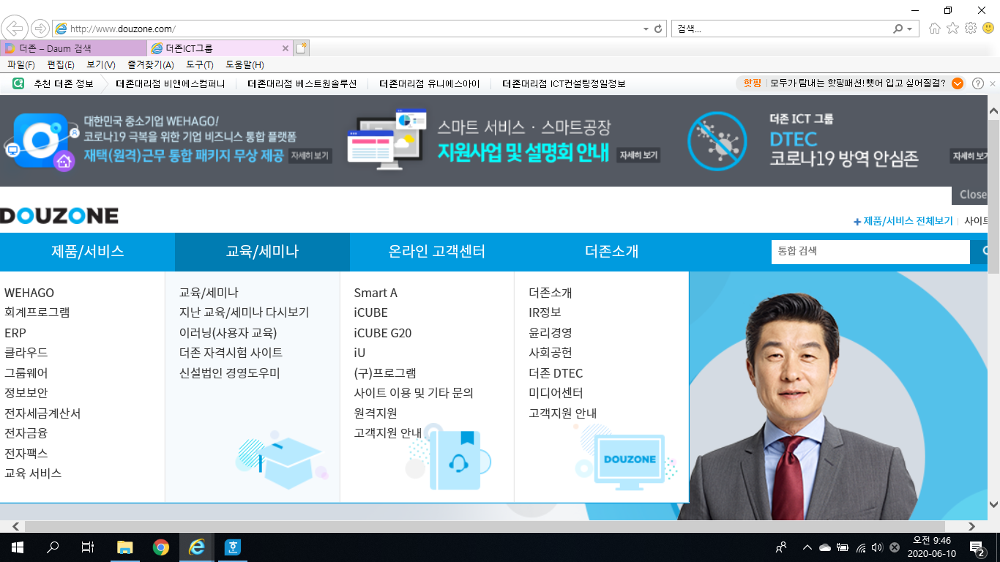 http://www.douzone.com/
검색...
더존 – Daum 검색
더존ICT그룹
파일(F) 편집(E) 보기(V) 즐겨찾기(A) 도구(T) 도움말(H)
추천 더존 정보
더존대리점 비앤에스컴퍼니
더존대리점 베스트원솔루션
더존대리점 유니에스아이
더존대리점 ICT컨설팅정일정보
핫핑
모두가 탐내는 핫핑패션!뺏어 입고 싶어질걸?
대한민국 중소기업 WEHAGO!
코로나19 극복을 위한 기업 비즈니스 통합 플랫폼
재택(원격)근무 통합 패키지 무상 제공 자세히 보기
스마트 서비스 · 스마트공장
지원사업 및 설명회 안내 자세히 보기
더존 ICT 그룹
DTEC
코로나19 방역 안심존
자세히 보기
Close
DOUZONE
+ 제품/서비스 전체보기
사이트
제품/서비스
교육/세미나
온라인 고객센터
더존소개
통합 검색
WEHAGO
회계프로그램
ERP
클라우드
그룹웨어
정보보안
전자세금계산서
전자금융
전자팩스
교육 서비스
교육/세미나
지난 교육/세미나 다시보기
이러닝(사용자 교육)
더존 자격시험 사이트
신설법인 경영도우미
Smart A
iCUBE
iCUBE G20
iU
(구)프로그램
사이트 이용 및 기타 문의
원격지원
고객지원 안내
더존소개
IR정보
윤리경영
사회공헌
더존 DTEC
미디어센터
고객지원 안내
DOUZONE
오전 9:46
2020-06-10
2